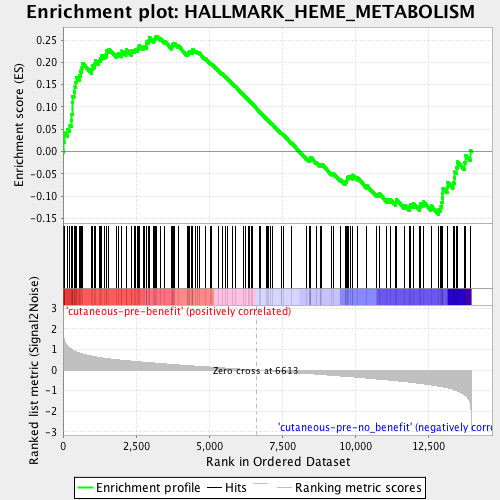 Enrichment plot: HALLMARK_HEME_METABOLISM
Enrichment score (ES)
0.25
0.20
0.15
0.10
0.05
0.00
-0.05
-0.10
-0.15
'cutaneous-pre-benefit' (positively correlated)
Ranked list metric (Signal2Noise)
3
2
1
0
-1
-2
-3
Zero cross at 6613
'cutaneous-pre-no_benefit' (negatively corre
0
2,500
5,000
7,500
10,000
12,500
Rank in Ordered Dataset
Enrichment profile
Hits
Ranking metric scores